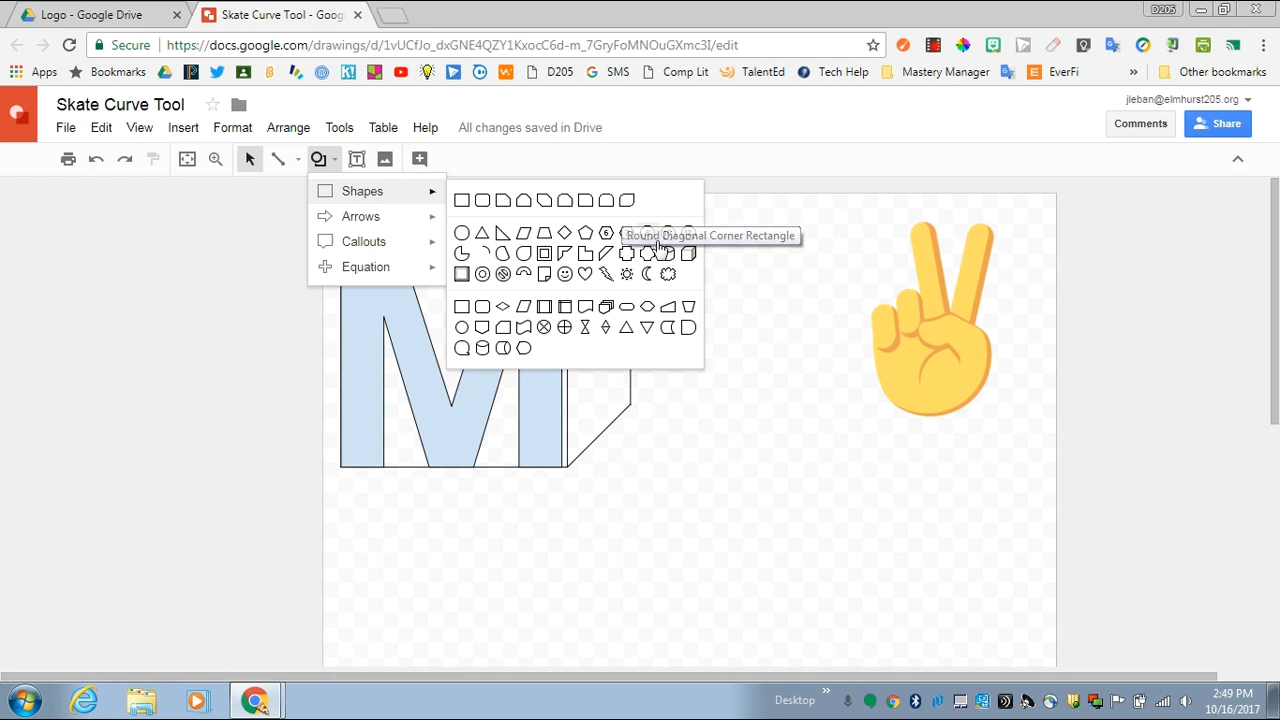 Logo - Google Drive
Skate Curve Tool - Goog
D205
Secure
https://docs.google.com/drawings/d/1vUCfJo_dxGNE4QZY1KxocC6d-m_7GryFoMNOuGXmc3I/edit
Apps
Bookmarks
D205
SMS
Comp Lit
TalentEd
Tech Help
Mastery Manager
EverFi
»
Other bookmarks
Skate Curve Tool
jleban@elmhurst205.org
File
Edit
View
Insert
Format
Arrange
Tools
Table
Help
All changes saved in Drive
Comments
Share
Shapes
Arrows
Callouts
Equation
Round Diagonal Corner Rectangle
M
Desktop
»
2:49 PM
10/16/2017